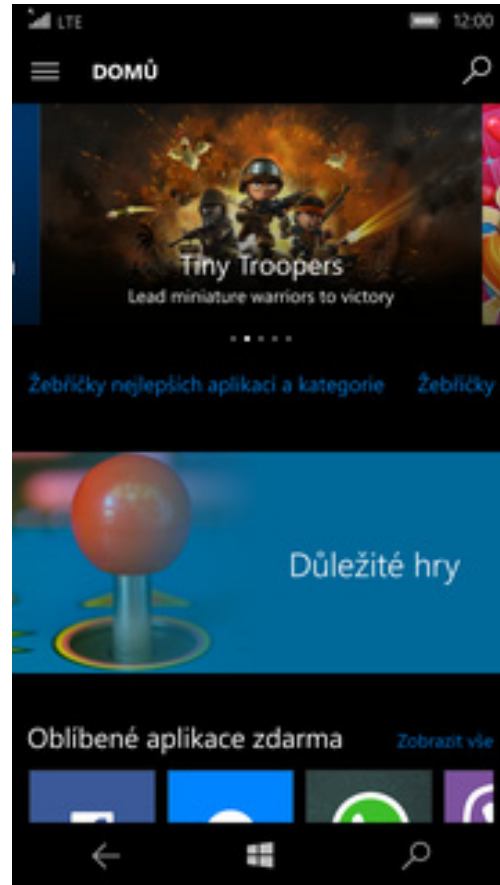 LTE 12:00
DOMŮ
Tiny Troopers
Lead miniature warriors to victory
Žebříčky nejlepších aplikací a kategorie Žebříčky
Důležité hry
Oblíbené aplikace zdarma Zobrazit vše